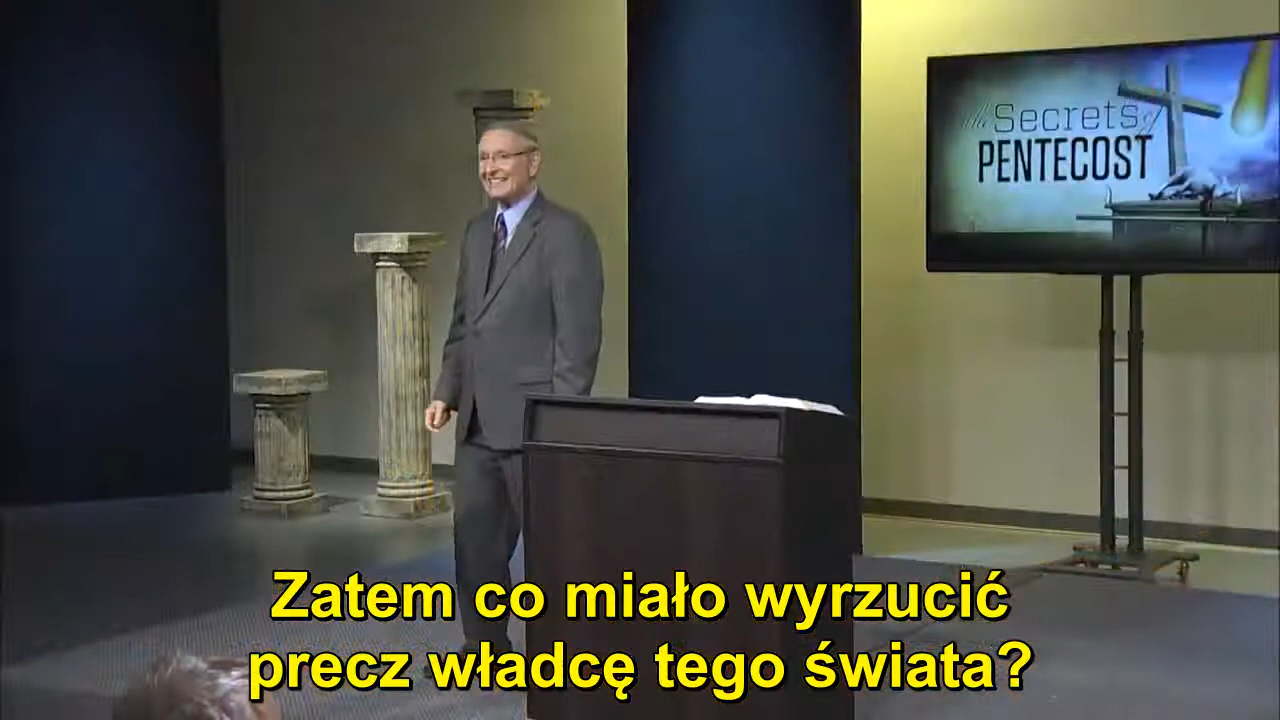 the Secrets of
PENTECOST
Zatem co miało wyrzucić
precz władcę tego świata?